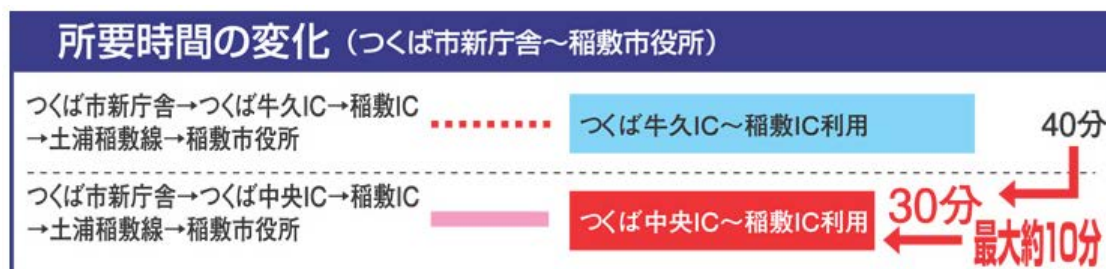 所要時間の変化（つくば市新庁舎～稲敷市役所）
つくば市新庁舎→つくば牛久IC→稲敷IC
→土浦稲敷線→稲敷市役所
つくば牛久IC～稲敷IC利用
40分
つくば市新庁舎→つくば中央IC→稲敷IC
→土浦稲敷線→稲敷市役所
つくば中央IC～稲敷IC利用
30分
最大約10分